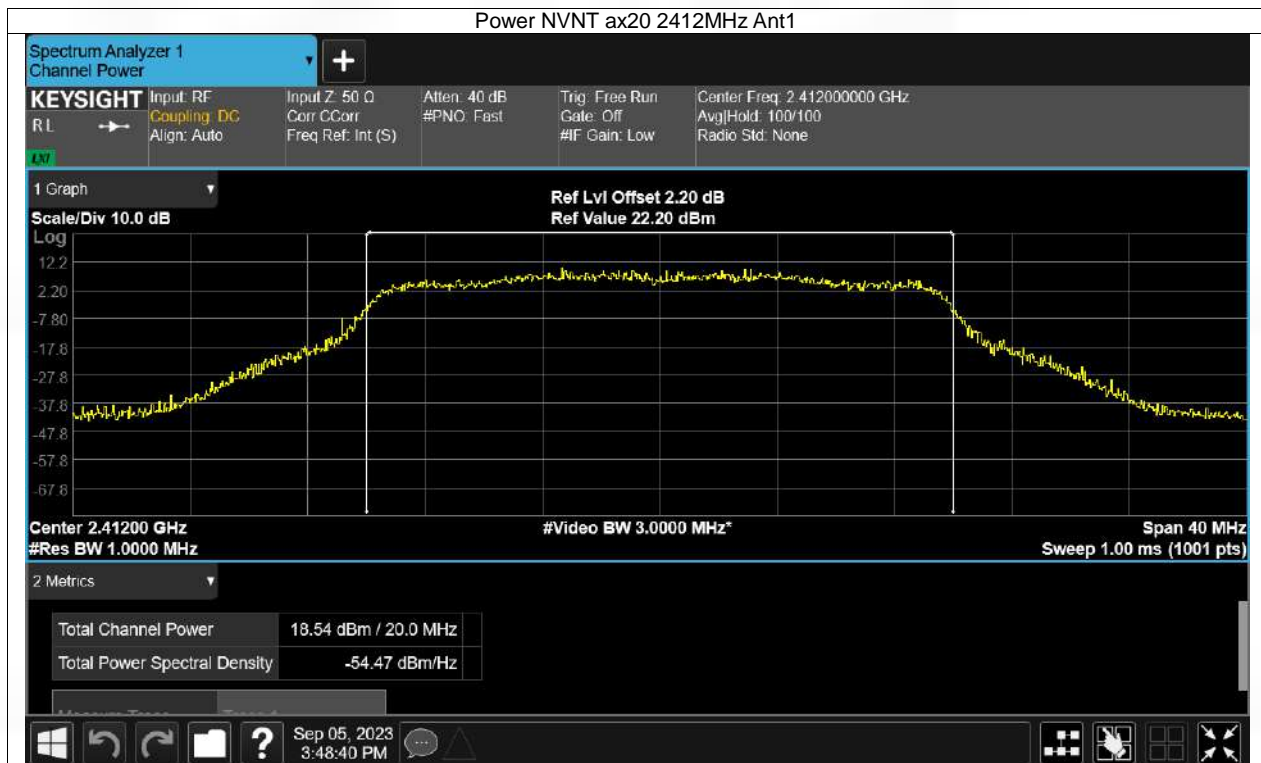 Power NVNT ax20 2412MHz Ant1
Spectrum Analyzer 1
Channel Power
KEYSIGHT
RL
LXI
Input: RF
Coupling: DC
Align: Auto
Input Z: 50 Ω
Corr CCorr
Freq Ref: Int (S)
Atten: 40 dB
#PNO: Fast
Trig: Free Run
Gate: Off
#IF Gain: Low
Center Freq: 2.412000000 GHz
Avg|Hold: 100/100
Radio Std: None
1 Graph
Scale/Div 10.0 dB
Ref Lvl Offset 2.20 dB
Ref Value 22.20 dBm
Log
12.2
2.20
-7.80
-17.8
-27.8
-37.8
-47.8
-57.8
-67.8
Center 2.41200 GHz
#Res BW 1.0000 MHz
#Video BW 3.0000 MHz*
Span 40 MHz
Sweep 1.00 ms (1001 pts)
2 Metrics
Total Channel Power 18.54 dBm / 20.0 MHz
Total Power Spectral Density -54.47 dBm/Hz
?
Sep 05, 2023
3:48:40 PM